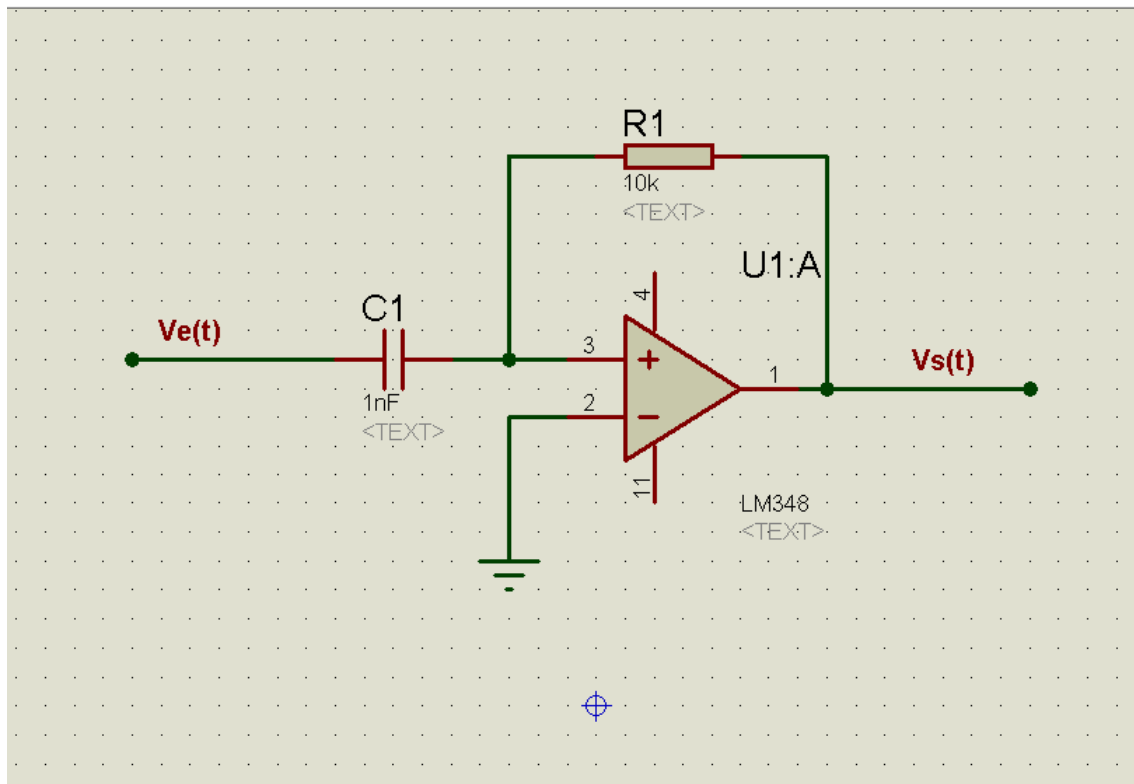 R1
10k
<TEXT>
U1:A
4
C1
Ve(t)
3
+
1
Vs(t)
1nF
<TEXT>
2
−
11
LM348
<TEXT>